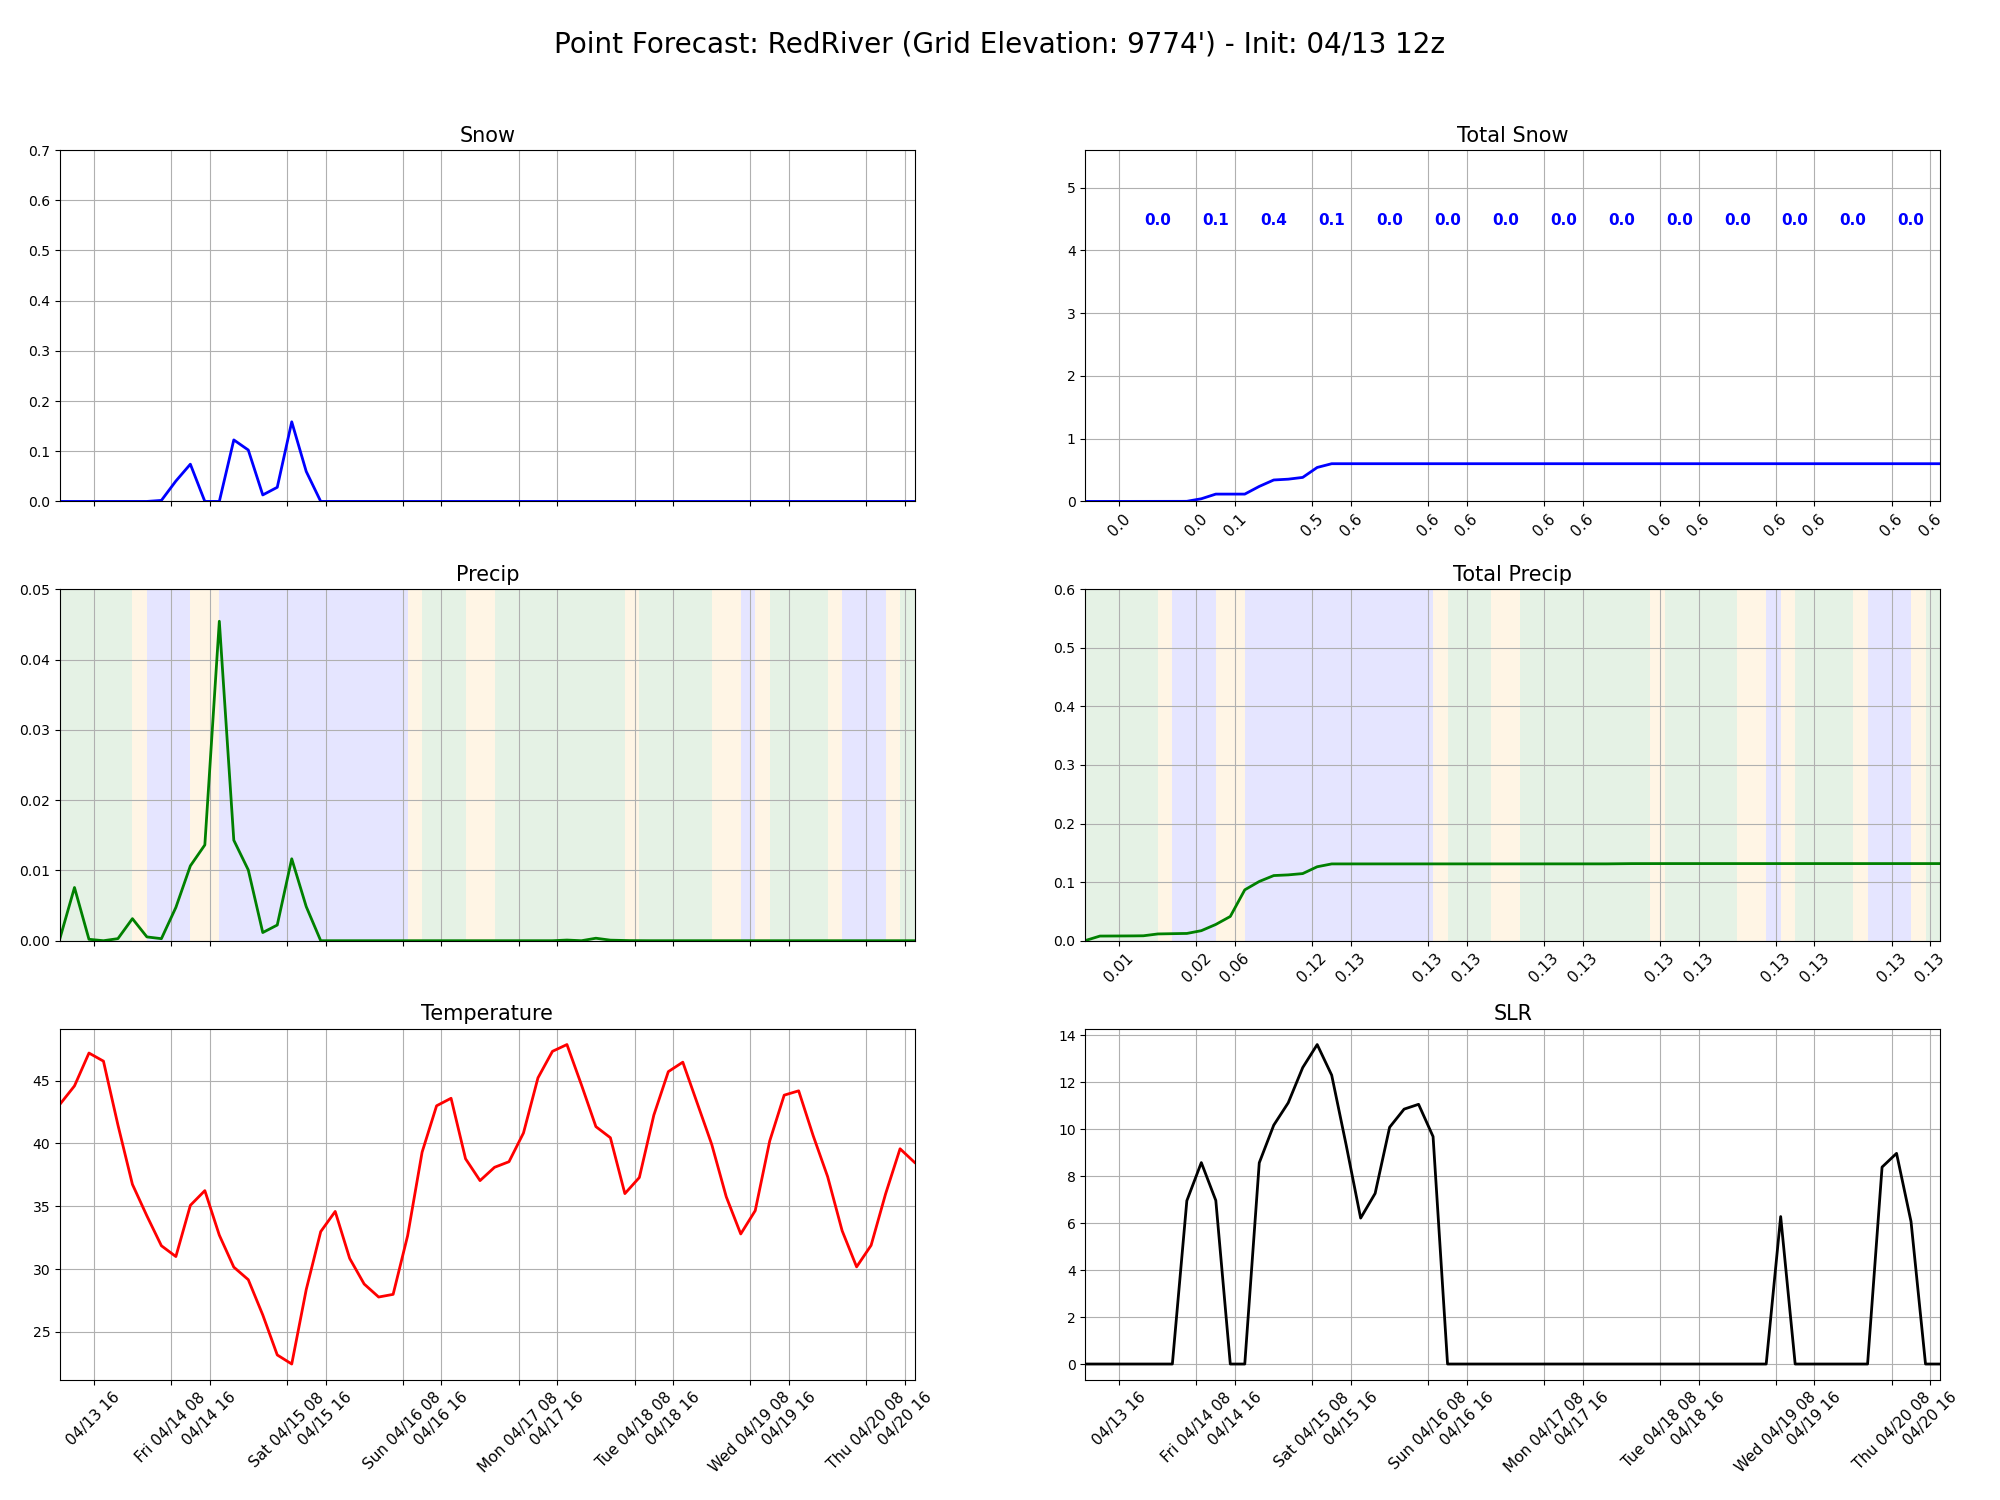 Point Forecast: RedRiver (Grid Elevation: 9774') - Init: 04/13 12z
Snow
0.7
0.6
0.5
0.4
0.3
0.2
0.1
0.0
Total Snow
5
4
3
2
1
0
0.0 0.1 0.4 0.1 0.0 0.0 0.0 0.0 0.0 0.0 0.0 0.0 0.0 0.0
0.0 0.0 0.1 0.5 0.6 0.6 0.6 0.6 0.6 0.6 0.6 0.6 0.6 0.6 0.6
Precip
0.05
0.04
0.03
0.02
0.01
0.00
Total Precip
0.6
0.5
0.4
0.3
0.2
0.1
0.0
0.01 0.02 0.06 0.12 0.13 0.13 0.13 0.13 0.13 0.13 0.13 0.13 0.13 0.13 0.13
Temperature
45
40
35
30
25
04/13 16
Fri 04/14 08
04/14 16
Sat 04/15 08
04/15 16
Sun 04/16 08
04/16 16
Mon 04/17 08
04/17 16
Tue 04/18 08
04/18 16
Wed 04/19 08
04/19 16
Thu 04/20 08
04/20 16
SLR
14
12
10
8
6
4
2
0
04/13 16
Fri 04/14 08
04/14 16
Sat 04/15 08
04/15 16
Sun 04/16 08
04/16 16
Mon 04/17 08
04/17 16
Tue 04/18 08
04/18 16
Wed 04/19 08
04/19 16
Thu 04/20 08
04/20 16